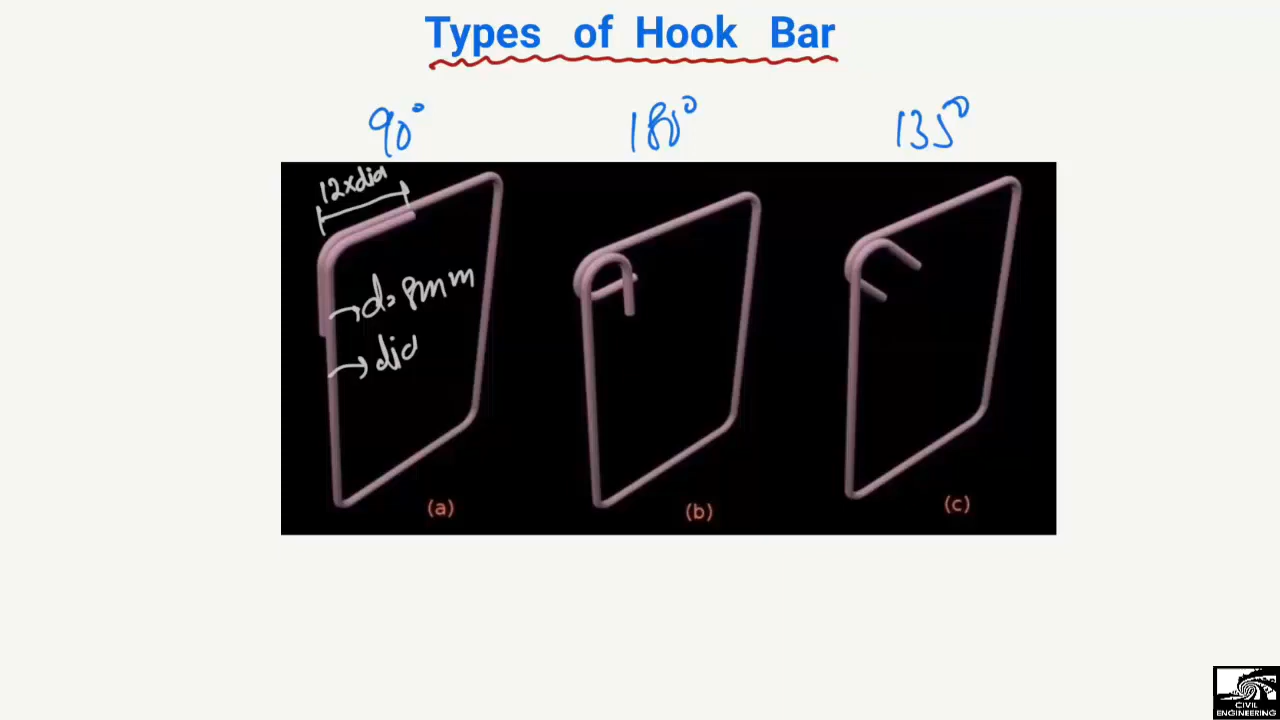 Types of Hook Bar
90° 180° 135°
12xdia
d=8mm
dia
(a) (b) (c)
CIVIL
ENGINEERING